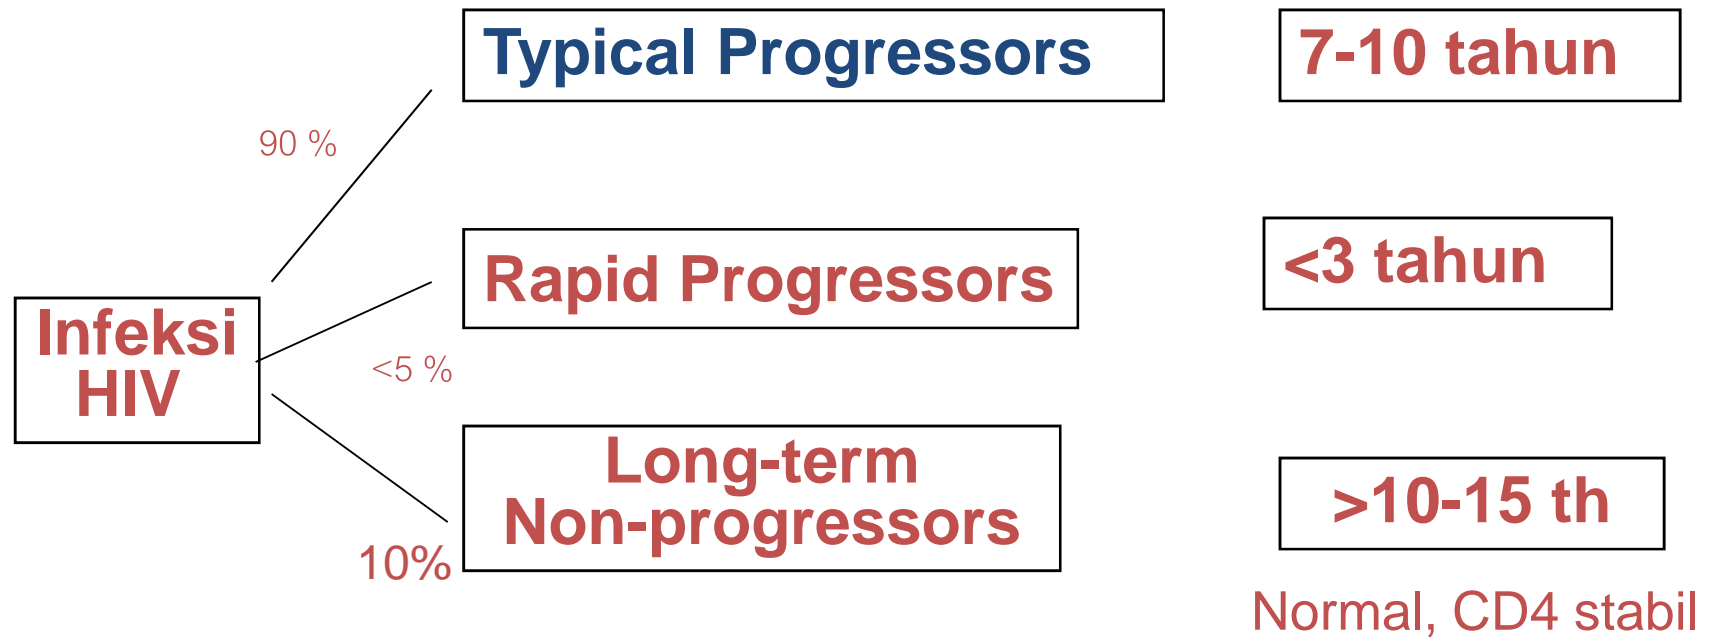 Typical Progressors
7-10 tahun
90 %
Rapid Progressors
<3 tahun
Infeksi
HIV
<5 %
Long-term
Non-progressors
>10-15 th
10%
Normal, CD4 stabil